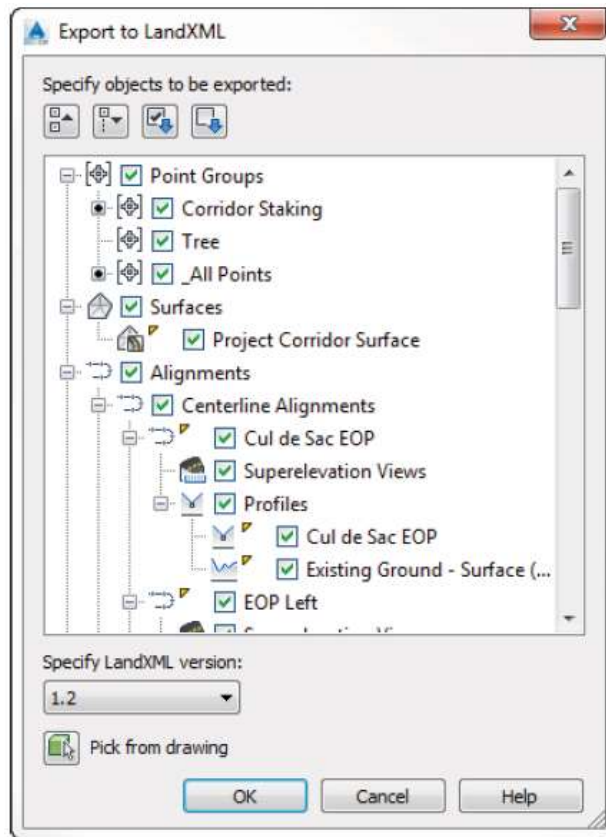 Export to LandXML
Specify objects to be exported:
Point Groups
Corridor Staking
Tree
_All Points
Surfaces
Project Corridor Surface
Alignments
Centerline Alignments
Cul de Sac EOP
Superelevation Views
Profiles
Cul de Sac EOP
Existing Ground - Surface (...
EOP Left
Specify LandXML version:
1.2
Pick from drawing
OK Cancel Help